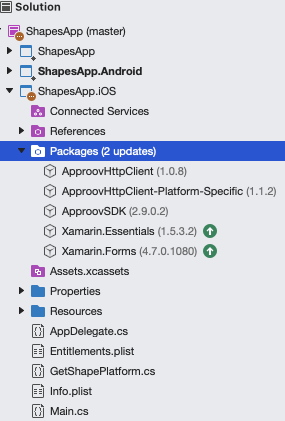 Solution
ShapesApp (master)
ShapesApp
ShapesApp.Android
ShapesApp.iOS
Connected Services
References
Packages (2 updates)
ApproovHttpClient (1.0.8)
ApproovHttpClient-Platform-Specific (1.1.2)
ApproovSDK (2.9.0.2)
Xamarin.Essentials (1.5.3.2)
Xamarin.Forms (4.7.0.1080)
Assets.xcassets
Properties
Resources
AppDelegate.cs
Entitlements.plist
GetShapePlatform.cs
Info.plist
Main.cs